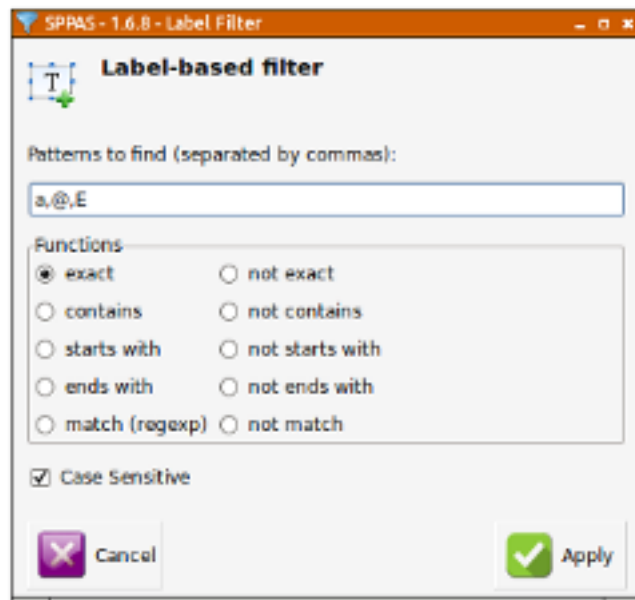 SPPAS - 1.6.8 - Label Filter
T
Label-based filter
Patterns to find (separated by commas):
a,@,E
Functions
exact not exact
contains not contains
starts with not starts with
ends with not ends with
match (regexp) not match
Case Sensitive
Cancel Apply